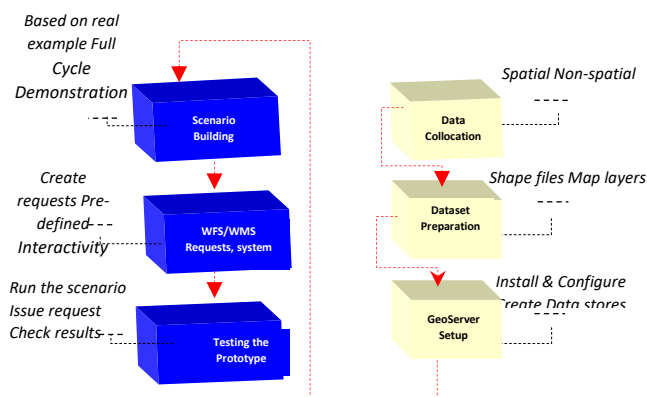 Based on real
example Full
Cycle
Demonstration
Scenario
Building
Create
requests Pre-
defined
Interactivity
WFS/WMS
Requests, system
Run the scenario
Issue request
Check results
Testing the
Prototype
Spatial Non-spatial
Data
Collocation
Shape files Map layers
Dataset
Preparation
Install & Configure
Create Data stores
GeoServer
Setup